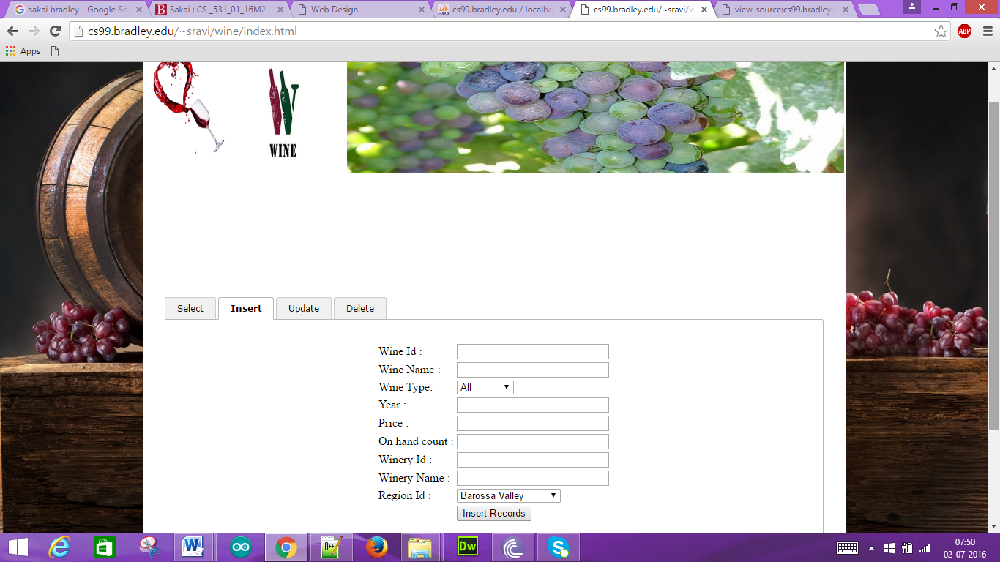 sakai bradley - Google Se
Sakai : CS _531_01_16M2
Web Design
cs99.bradley.edu / localho
cs99.bradley.edu/~sravi/w
view-source:cs99.bradley.
cs99.bradley.edu/~sravi/wine/index.html
ABP
Apps
WINE
Select
Insert
Update
Delete
Wine Id :
Wine Name :
Wine Type: All
Year :
Price :
On hand count :
Winery Id :
Winery Name :
Region Id : Barossa Valley
Insert Records
07:50
02-07-2016